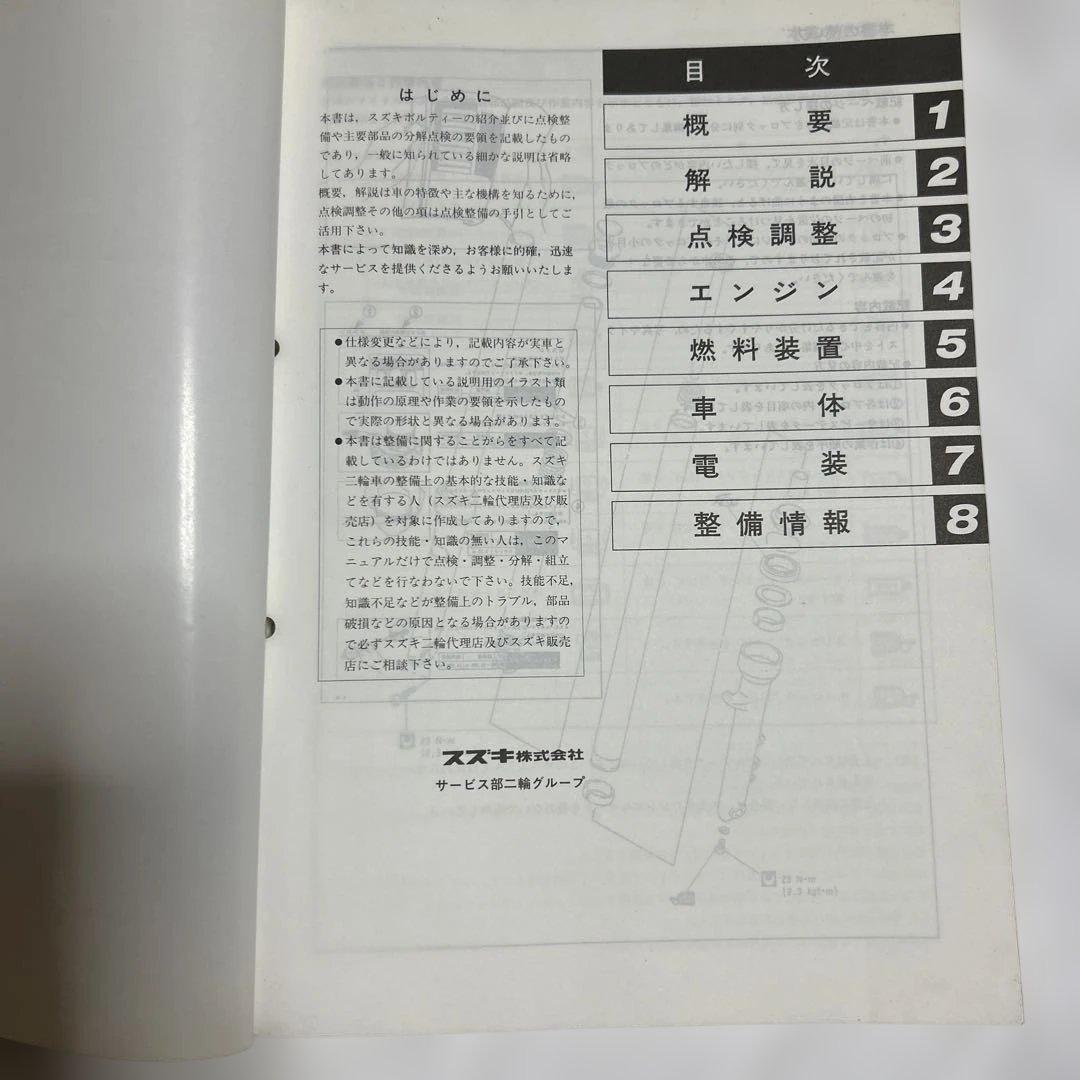 はじめに
本書は，スズキボルティーの紹介並びに点検整
備や主要部品の分解点検の要領を記載したもの
であり，一般に知られている細かな説明は省略
してあります。
概要，解説は車の特徴や主な機構を知るために，
点検調整その他の項は点検整備の手引としてご
活用下さい。
本書によって知識を深め，お客様に的確，迅速
なサービスを提供くださるようお願いいたしま
す。
●仕様変更などにより，記載内容が実車と
異なる場合がありますのでご了承下さい。
●本書に記載している説明用のイラスト類
は動作の原理や作業の要領を示したもの
で実際の形状と異なる場合があります。
●本書は整備に関することがらをすべて記
載しているわけではありません。スズキ
二輪車の整備上の基本的な技能・知識な
どを有する人（スズキ二輪代理店及び販
売店）を対象に作成してありますので，
これらの技能・知識の無い人は，このマ
ニュアルだけで点検・調整・分解・組立
てなどを行なわないで下さい。技能不足，
知識不足などが整備上のトラブル，部品
破損などの原因となる場合がありますの
で必ずスズキ二輪代理店及びスズキ販売
店にご相談下さい。
スズキ株式会社
サービス部二輪グループ
目次
概要 1
解説 2
点検調整 3
エンジン 4
燃料装置 5
車体 6
電装 7
整備情報 8